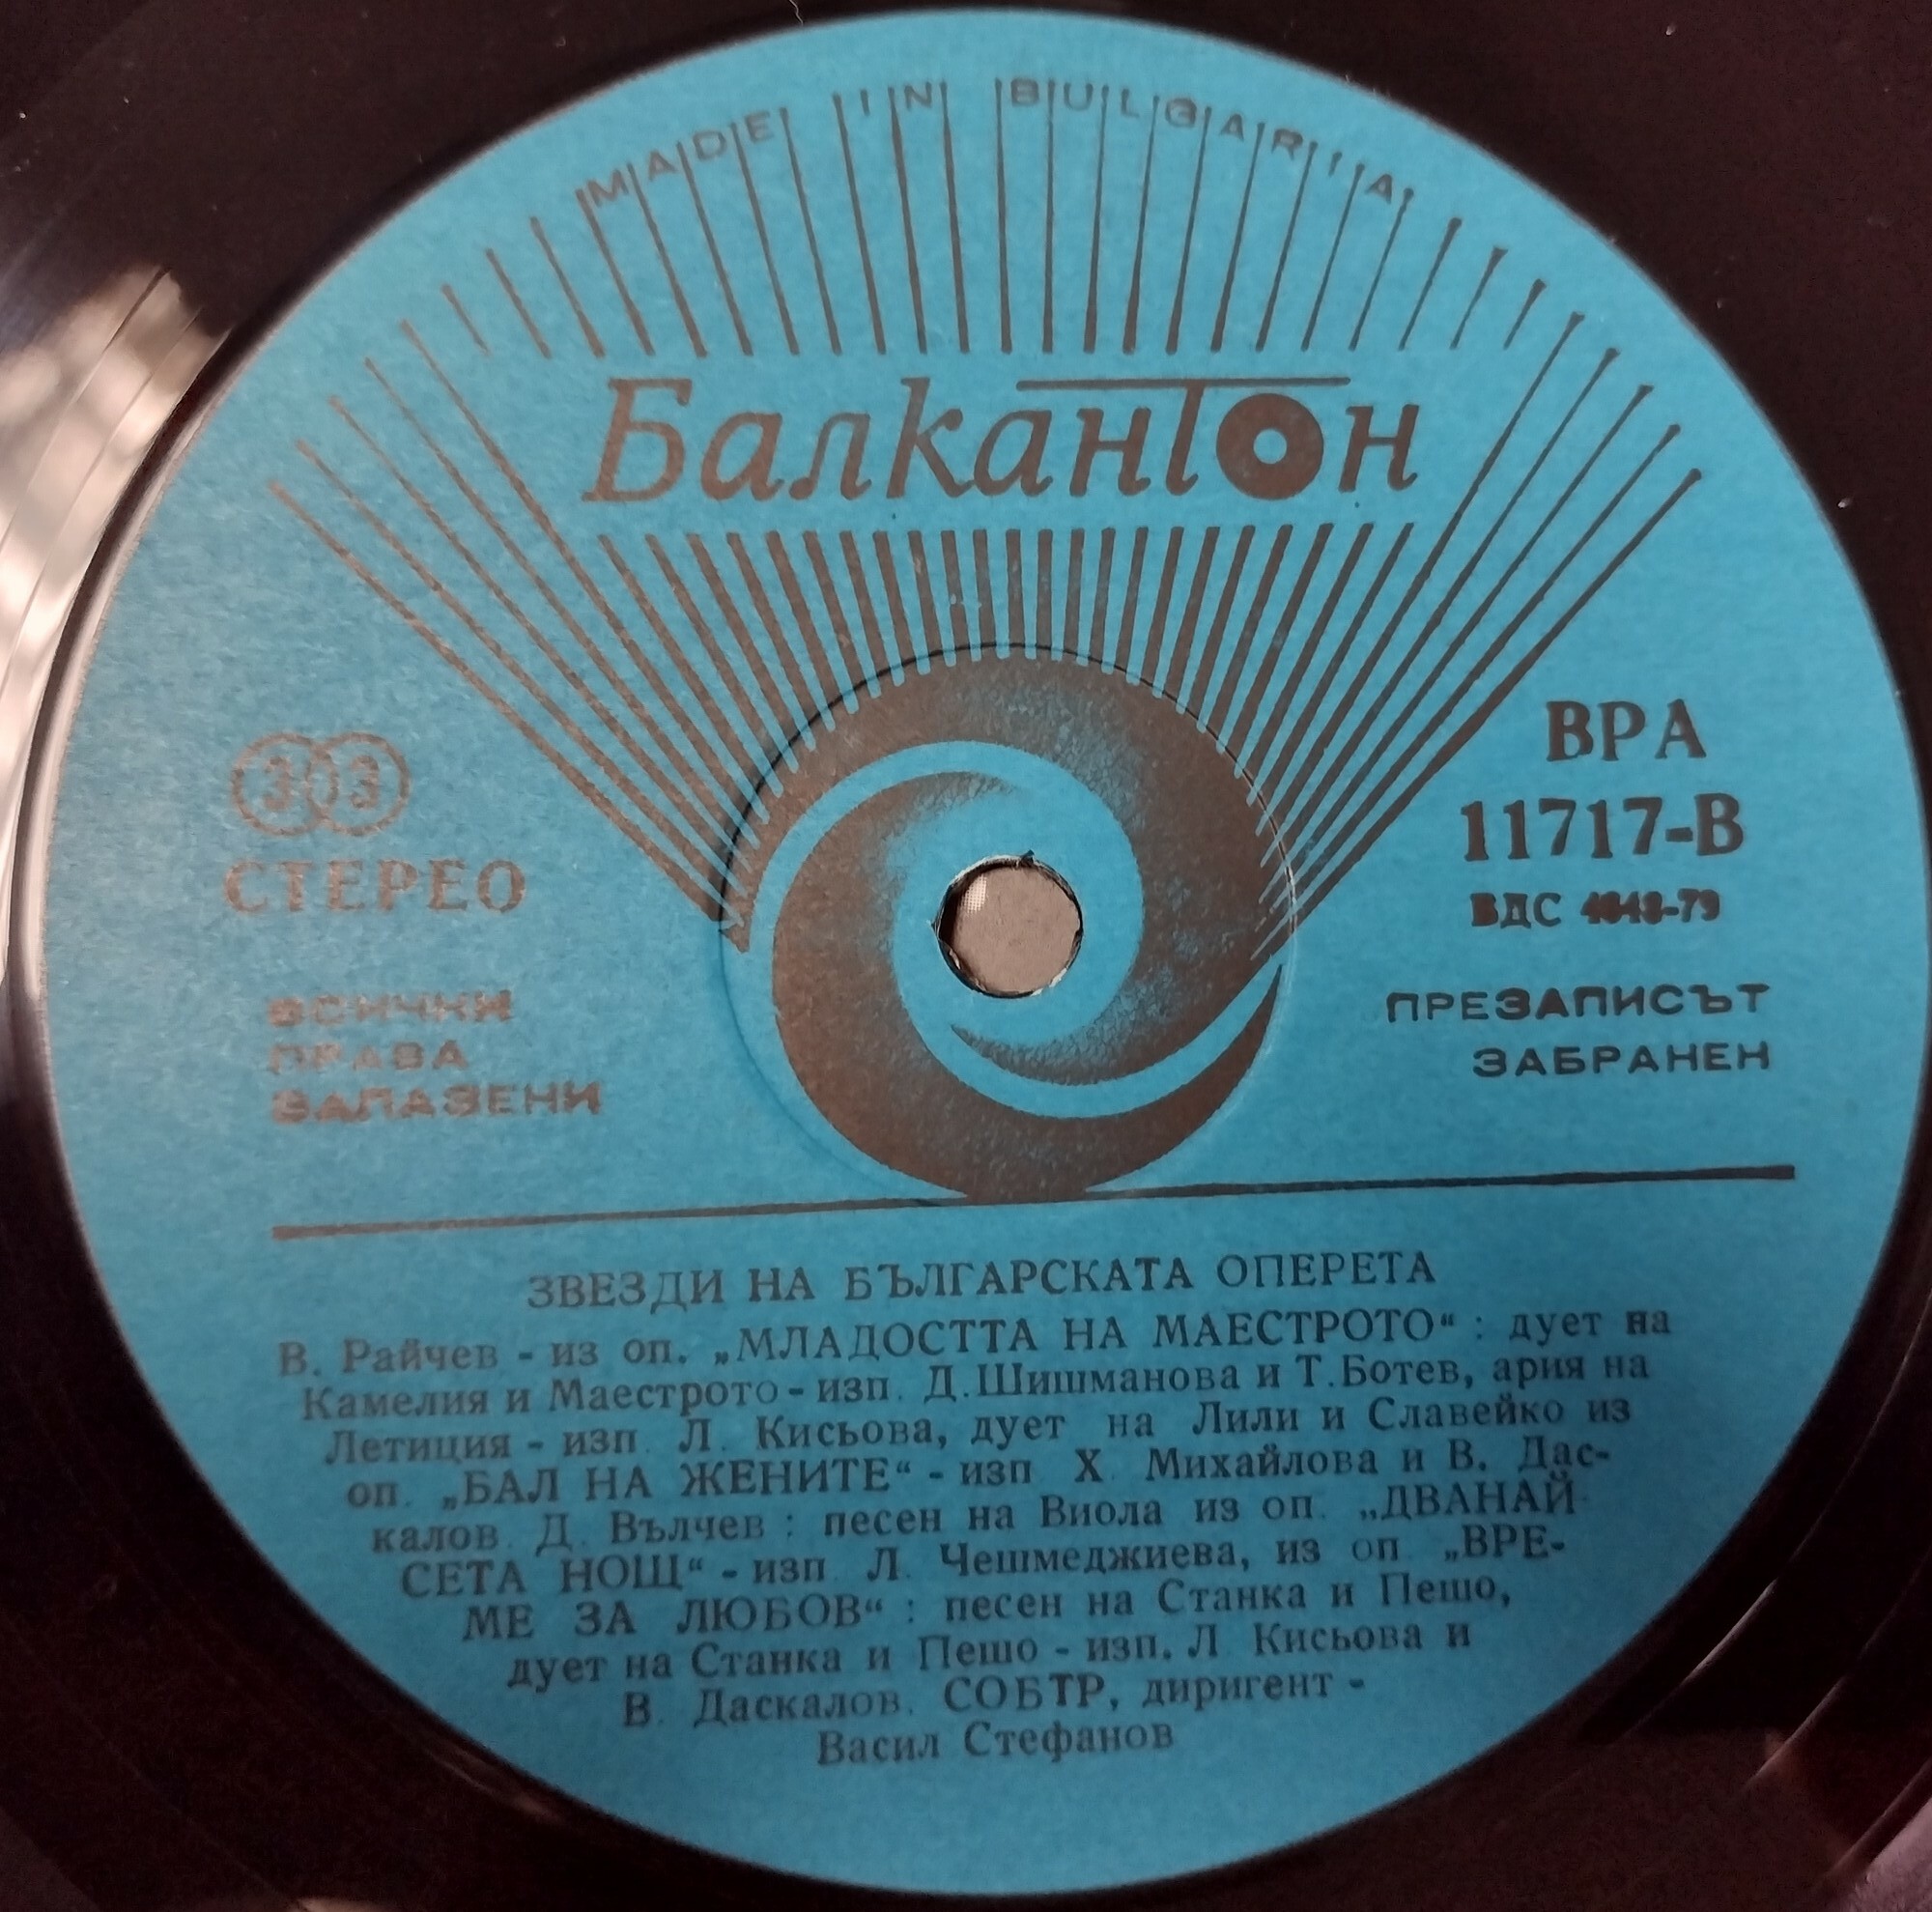 MADE IN BULGARIA
Балкантон
СТЕРЕО
ВСИЧКИ
ПРАВА
ЗАПАЗЕНИ
ВРА
11717-В
ВДС
ПРЕЗАПИСЪТ
ЗАБРАНЕН
ЗВЕЗДИ НА БЪЛГАРСКАТА ОПЕРЕТА
В. Райчев - из оп. „МЛАДОСТТА НА МАЕСТРОТО“ : дует на
Камелия и Маестрото - изп. Д.Шишманова и Т.Ботев, ария на
Летиция - изп. Л. Кисьова, дует на Лили и Славейко из
оп. „БАЛ НА ЖЕНИТЕ“ - изп Х. Михайлова и В. Дас-
калов. Д. Вълчев : песен на Виола из оп. „ДВАНАЙ-
СЕТА НОЩ“ - изп. Л. Чешмеджиева, из оп. „ВРЕ-
МЕ ЗА ЛЮБОВ“ : песен на Станка и Пешо,
дует на Станка и Пешо - изп. Л Кисьова и
В. Даскалов. СОБТР, диригент -
Васил Стефанов